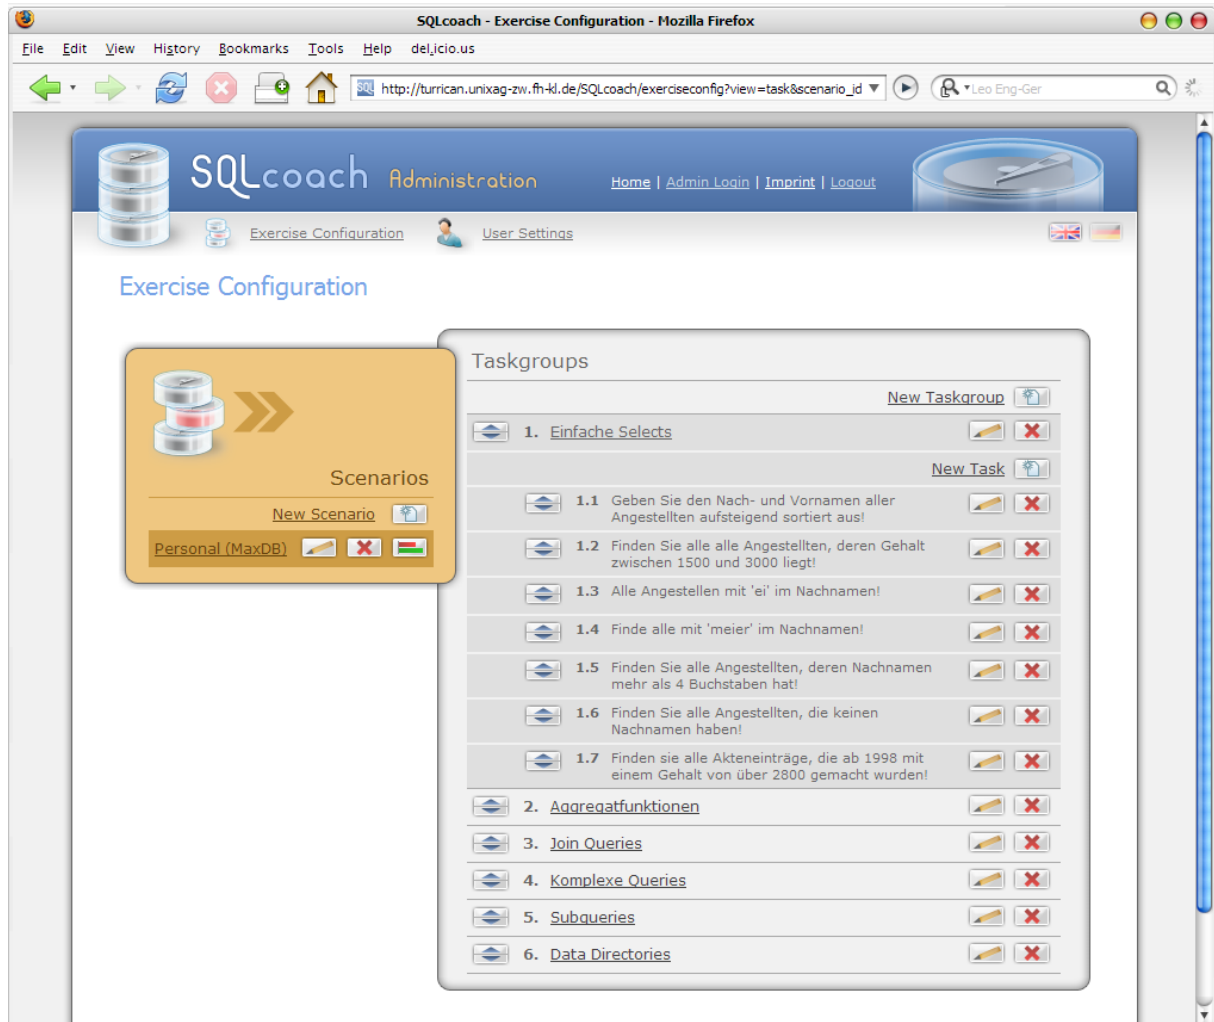 SQLcoach - Exercise Configuration - Mozilla Firefox
File Edit View History Bookmarks Tools Help del.icio.us
SQL http://turrican.unixag-zw.fh-kl.de/SQLcoach/exerciseconfig?view=task&scenario_id Leo Eng-Ger
SQLcoach Administration
Home | Admin Login | Imprint | Logout
Exercise Configuration User Settings
Exercise Configuration
Scenarios
New Scenario
Personal (MaxDB)
Taskgroups
New Taskgroup
1. Einfache Selects
New Task
1.1 Geben Sie den Nach- und Vornamen aller
Angestellten aufsteigend sortiert aus!
1.2 Finden Sie alle alle Angestellten, deren Gehalt
zwischen 1500 und 3000 liegt!
1.3 Alle Angestellen mit 'ei' im Nachnamen!
1.4 Finde alle mit 'meier' im Nachnamen!
1.5 Finden Sie alle Angestellten, deren Nachnamen
mehr als 4 Buchstaben hat!
1.6 Finden Sie alle Angestellten, die keinen
Nachnamen haben!
1.7 Finden sie alle Akteneinträge, die ab 1998 mit
einem Gehalt von über 2800 gemacht wurden!
2. Aggregatfunktionen
3. Join Queries
4. Komplexe Queries
5. Subqueries
6. Data Directories